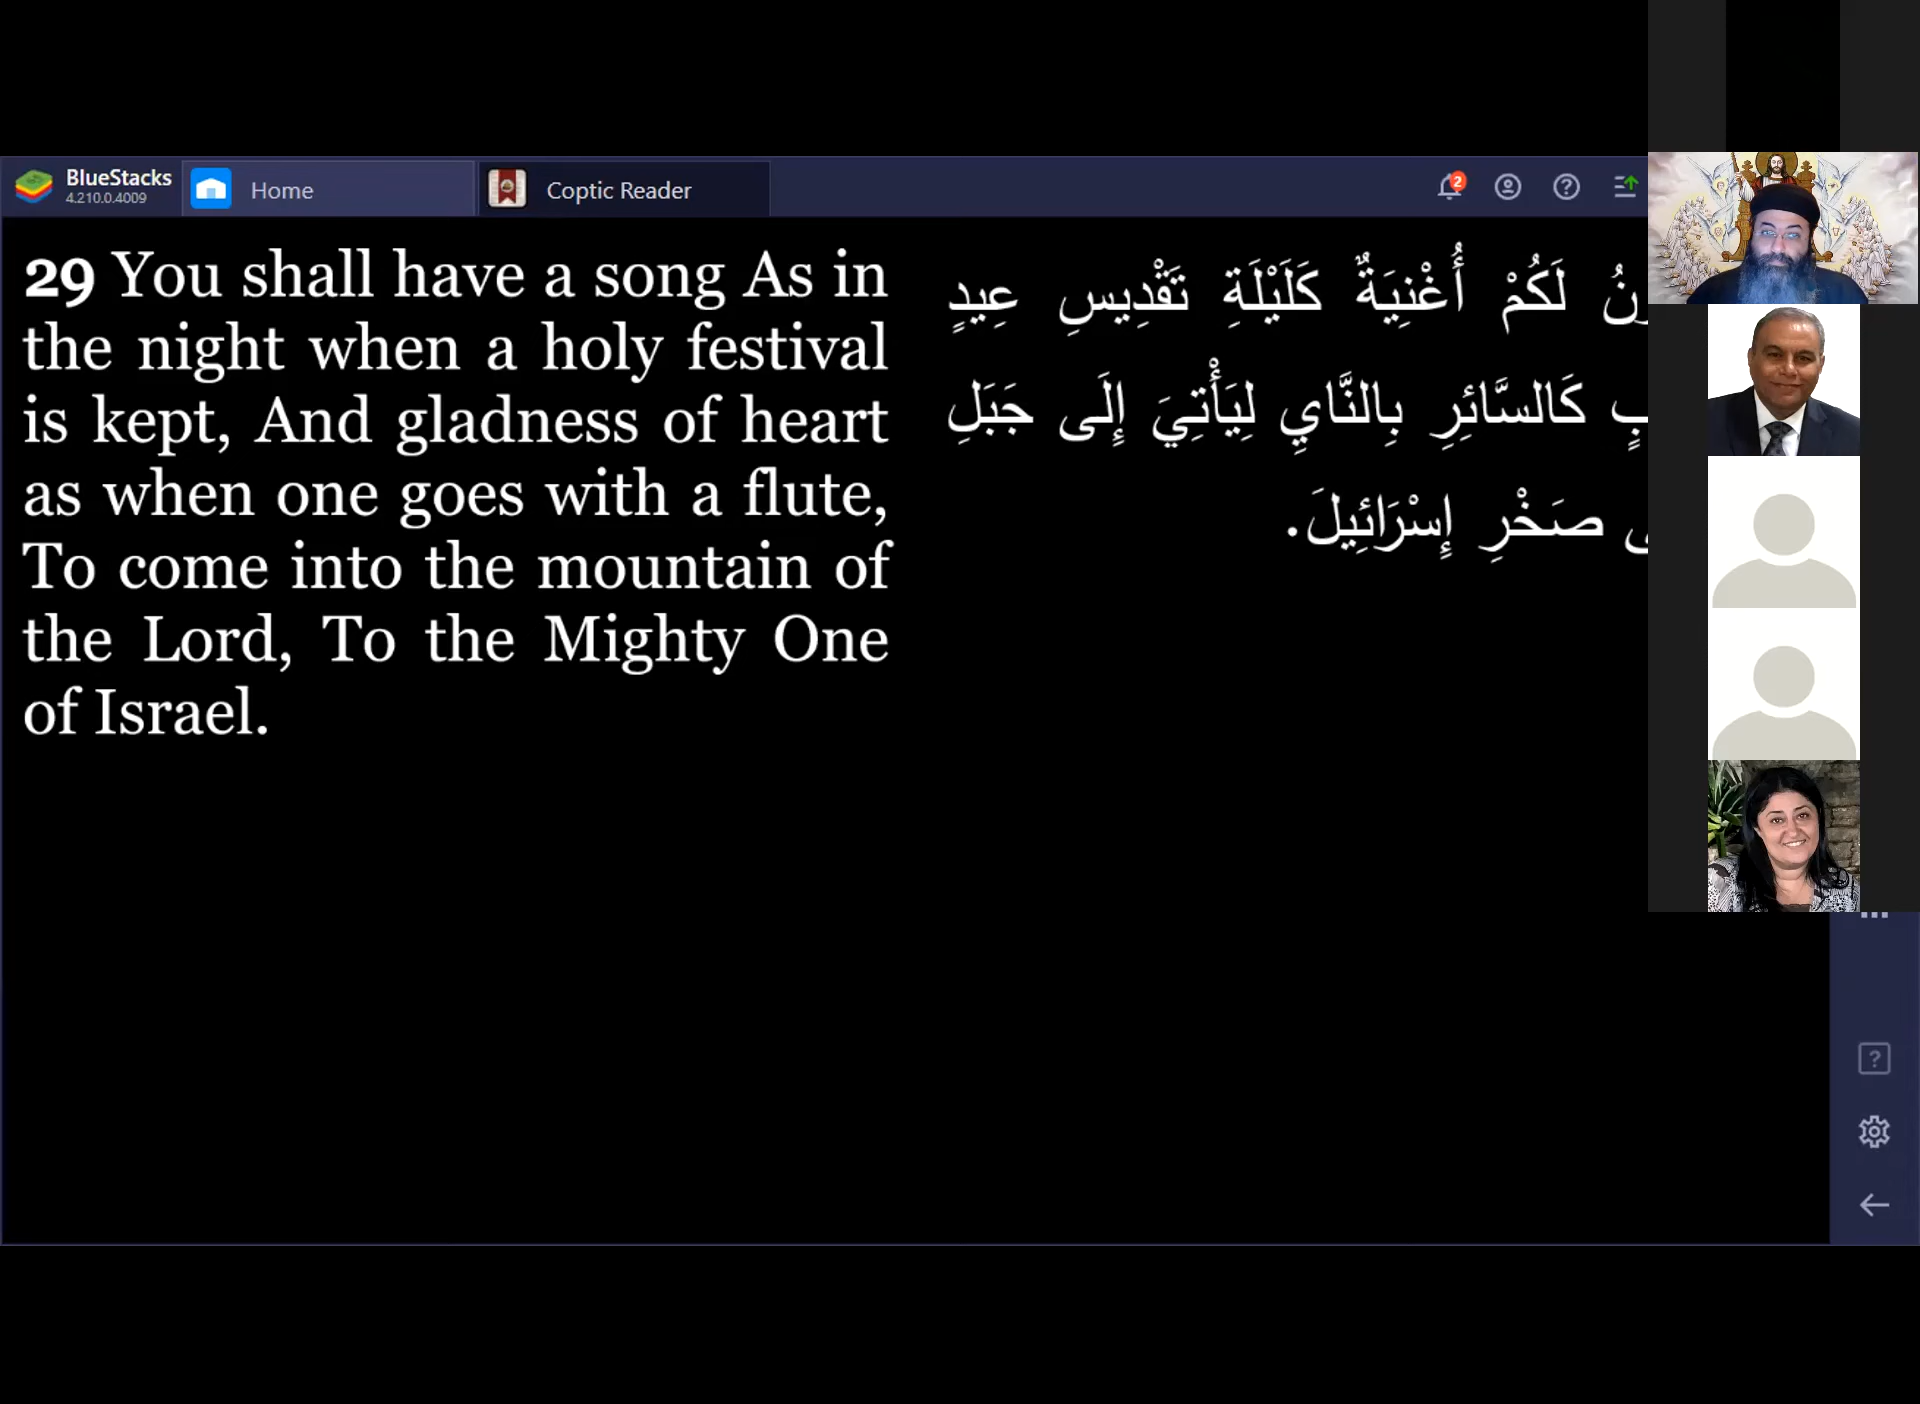 BlueStacks
4.210.0.4009
Home
Coptic Reader
2
29 You shall have a song As in
the night when a holy festival
is kept, And gladness of heart
as when one goes with a flute,
To come into the mountain of
the Lord, To the Mighty One
of Israel.
لَكُمْ أُغْنِيَةٌ كَلَيْلَةِ تَقْدِيسِ عِيدٍ
كَالسَّائِرِ بِالنَّايِ لِيَأْتِيَ إِلَى جَبَلِ
صَخْرِ إِسْرَائِيلَ.